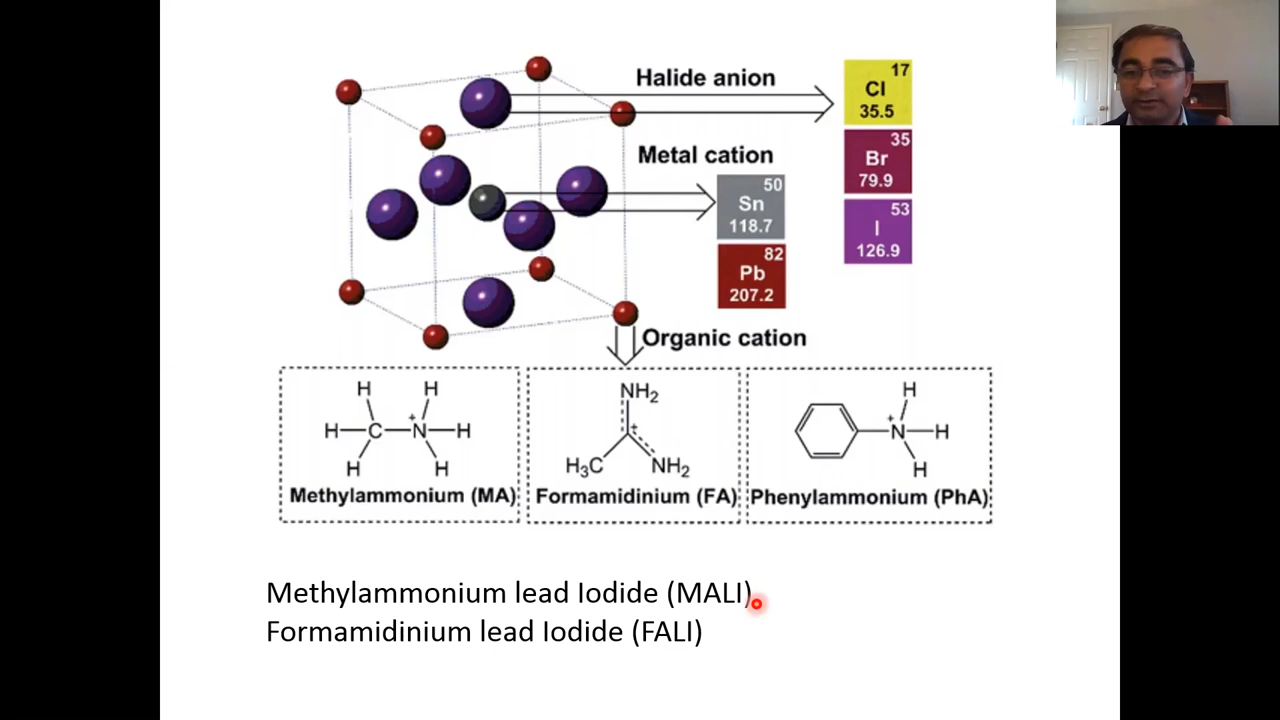 Halide anion
17
Cl
35.5
Metal cation
35
Br
79.9
50
Sn
118.7
53
I
126.9
82
Pb
207.2
Organic cation
H H
H—C—N—H
+
H H
Methylammonium (MA)
NH2
+
H3C NH2
Formamidinium (FA)
H
+
N—H
H
Phenylammonium (PhA)
Methylammonium lead Iodide (MALI)
Formamidinium lead Iodide (FALI)